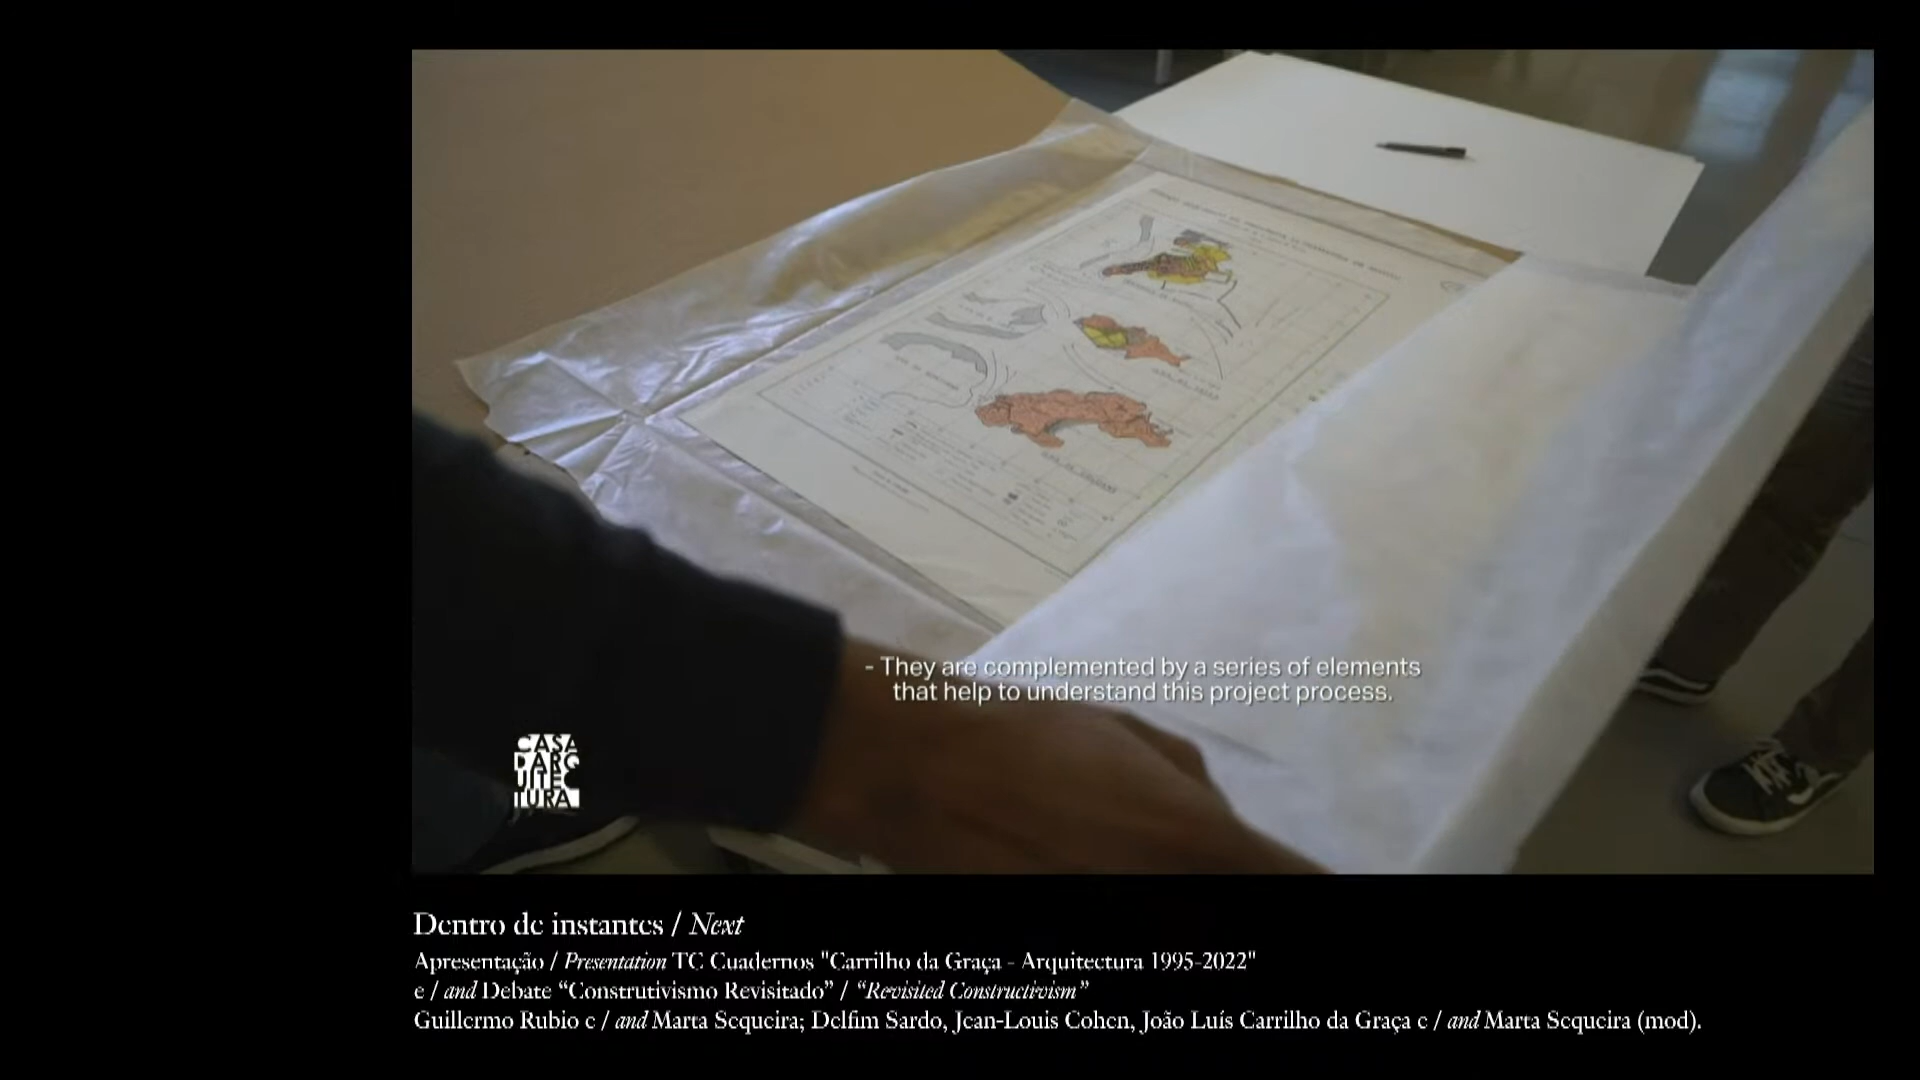 - They are complemented by a series of elements
that help to understand this project process.
CASA
DARQ
UITEC
TURA
Dentro de instantes / Next
Apresentação / Presentation TC Cuadernos "Carrilho da Graça - Arquitectura 1995-2022"
e / and Debate “Construtivismo Revisitado” / “Revisited Constructivism”
Guillermo Rubio e / and Marta Sequeira; Delfim Sardo, Jean-Louis Cohen, João Luís Carrilho da Graça e / and Marta Sequeira (mod).